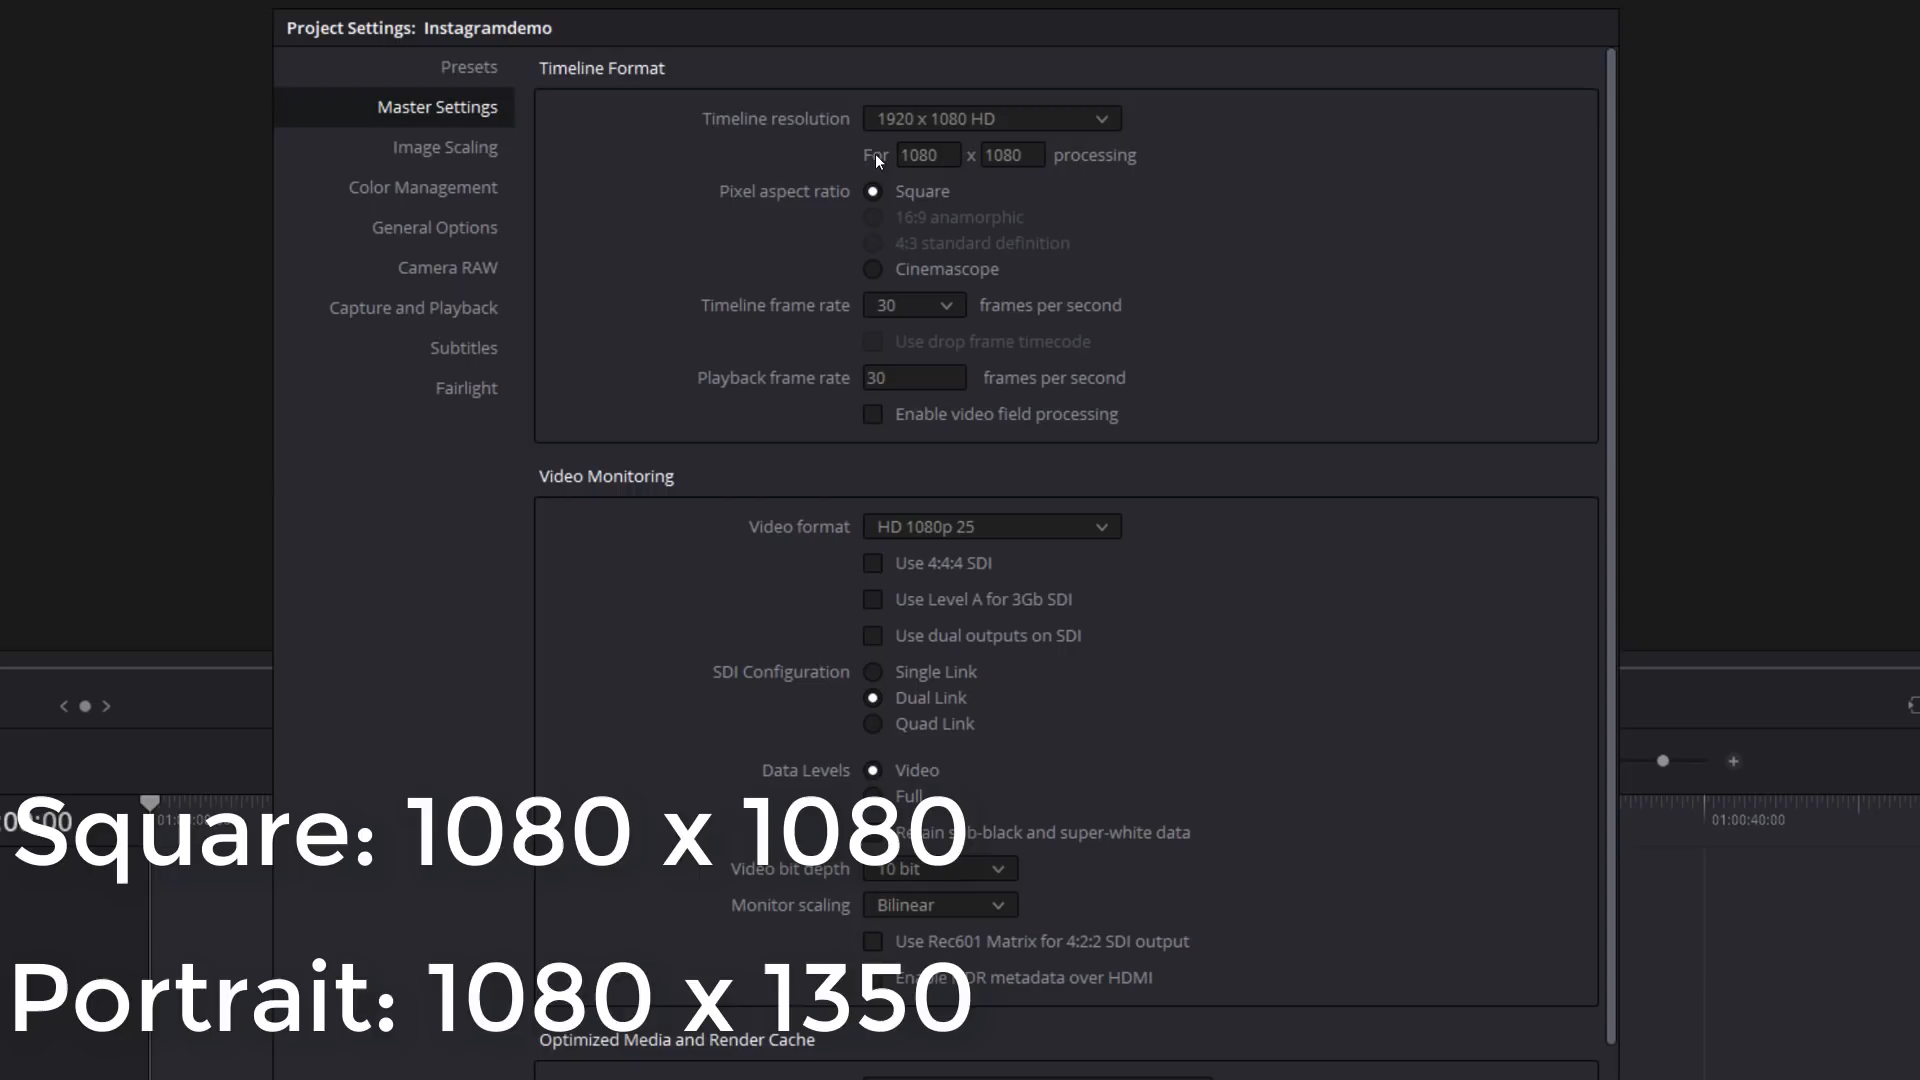 Project Settings: Instagramdemo
Presets
Master Settings
Image Scaling
Color Management
General Options
Camera RAW
Capture and Playback
Subtitles
Fairlight
Timeline Format
Timeline resolution 1920 x 1080 HD
For 1080 x 1080 processing
Pixel aspect ratio Square
16:9 anamorphic
4:3 standard definition
Cinemascope
Timeline frame rate 30 frames per second
Use drop frame timecode
Playback frame rate 30 frames per second
Enable video field processing
Video Monitoring
Video format HD 1080p 25
Use 4:4:4 SDI
Use Level A for 3Gb SDI
Use dual outputs on SDI
SDI Configuration Single Link
Dual Link
Quad Link
Data Levels Video
Full
Retain sub-black and super-white data
Video bit depth 10 bit
Monitor scaling Bilinear
Use Rec601 Matrix for 4:2:2 SDI output
Enable HDR metadata over HDMI
Optimized Media and Render Cache
01:00:40:00
Square: 1080 x 1080
Portrait: 1080 x 1350